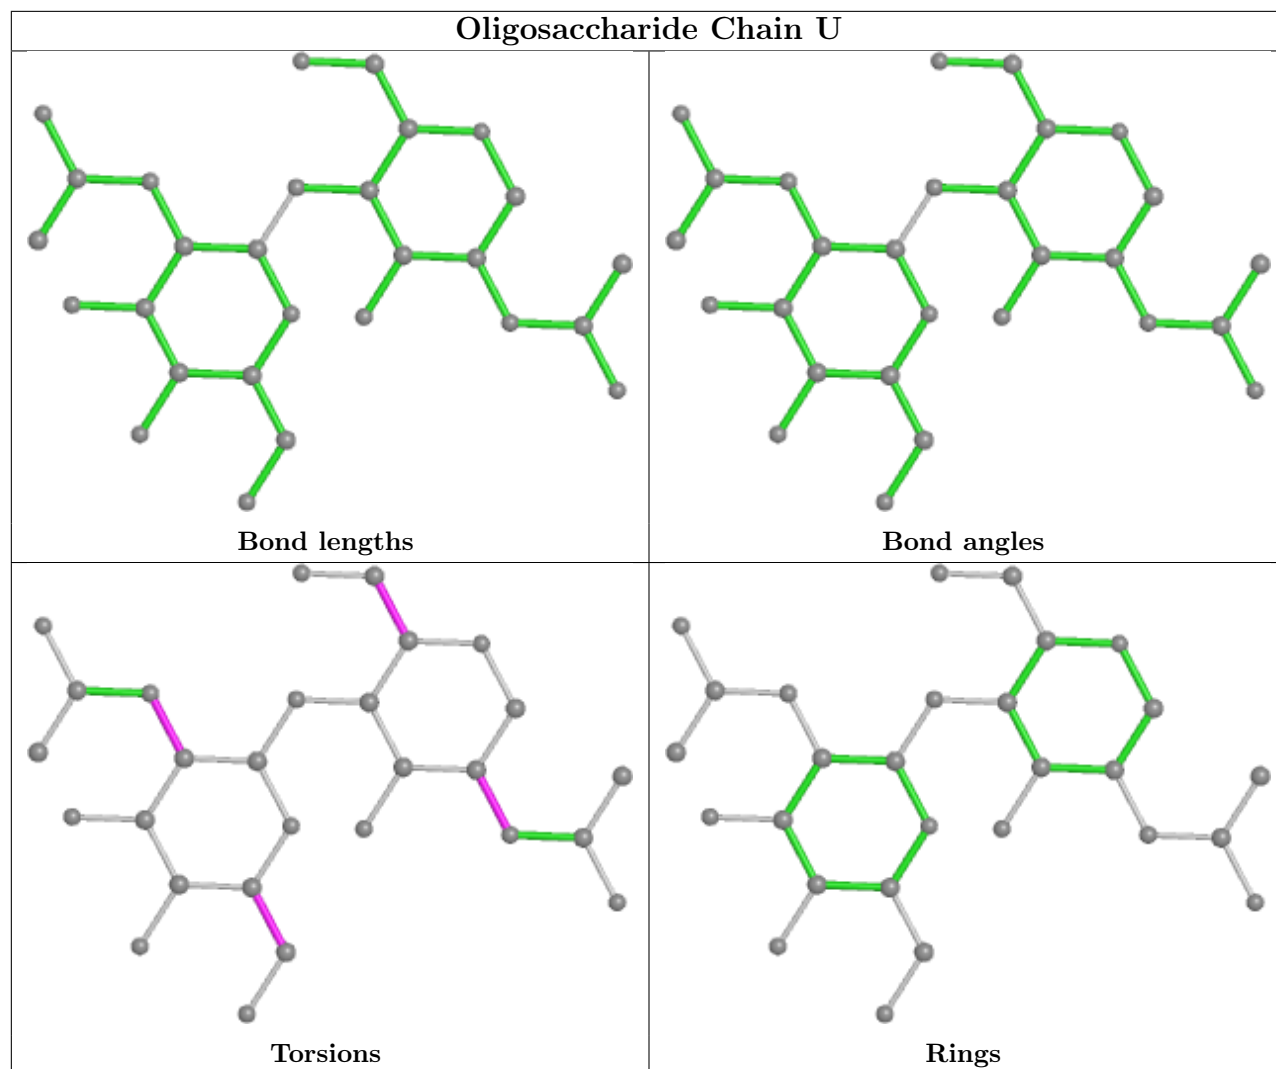 Oligosaccharide Chain U
Bond lengths
Bond angles
Torsions
Rings